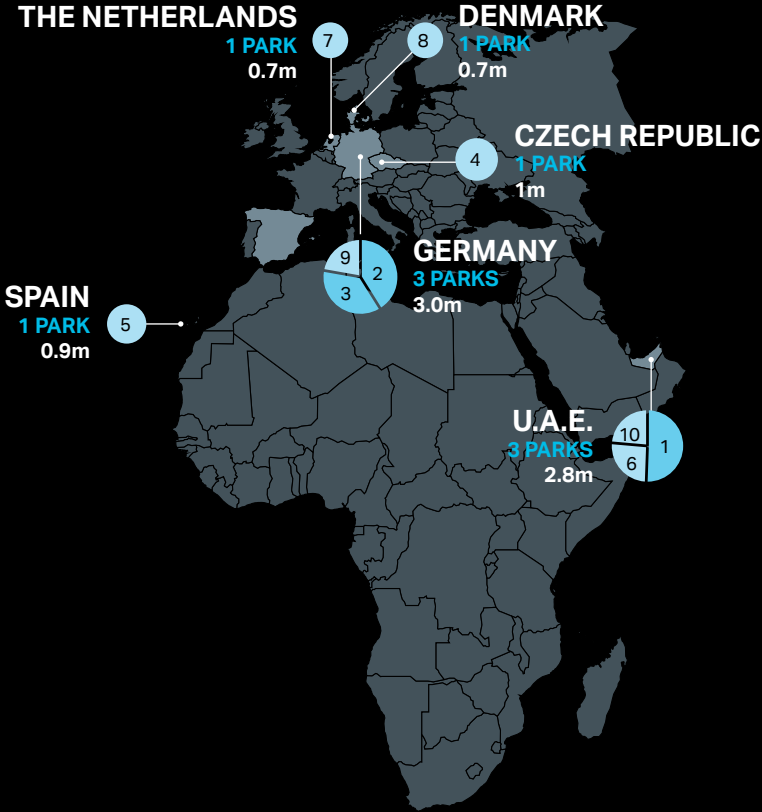 THE NETHERLANDS
1 PARK
0.7m
7
8
DENMARK
1 PARK
0.7m
4
CZECH REPUBLIC
1 PARK
1m
9
2
3
GERMANY
3 PARKS
3.0m
SPAIN
1 PARK
0.9m
5
U.A.E.
3 PARKS
2.8m
10
1
6